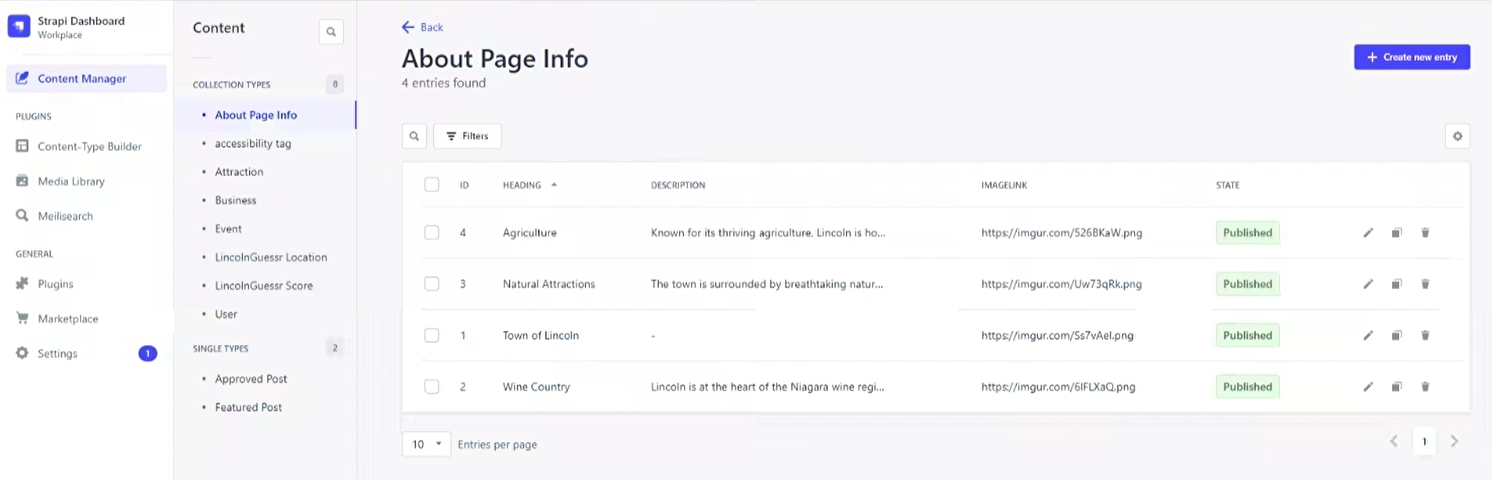 Strapi Dashboard
Workplace
Content Manager
PLUGINS
Content-Type Builder
Media Library
Meilisearch
GENERAL
Plugins
Marketplace
Settings 1
Content
COLLECTION TYPES 8
About Page Info
accessibility tag
Attraction
Business
Event
LincolnGuessr Location
LincolnGuessr Score
User
SINGLE TYPES 2
Approved Post
Featured Post
Back
About Page Info
4 entries found
Create new entry
Filters
ID HEADING DESCRIPTION IMAGELINK STATE
4 Agriculture Known for its thriving agriculture, Lincoln is ho... https://imgur.com/526BKaW.png Published
3 Natural Attractions The town is surrounded by breathtaking natur... https://imgur.com/Uw73qRk.png Published
1 Town of Lincoln - https://imgur.com/Ss7vAel.png Published
2 Wine Country Lincoln is at the heart of the Niagara wine regi... https://imgur.com/6IFLXaQ.png Published
10 Entries per page
1